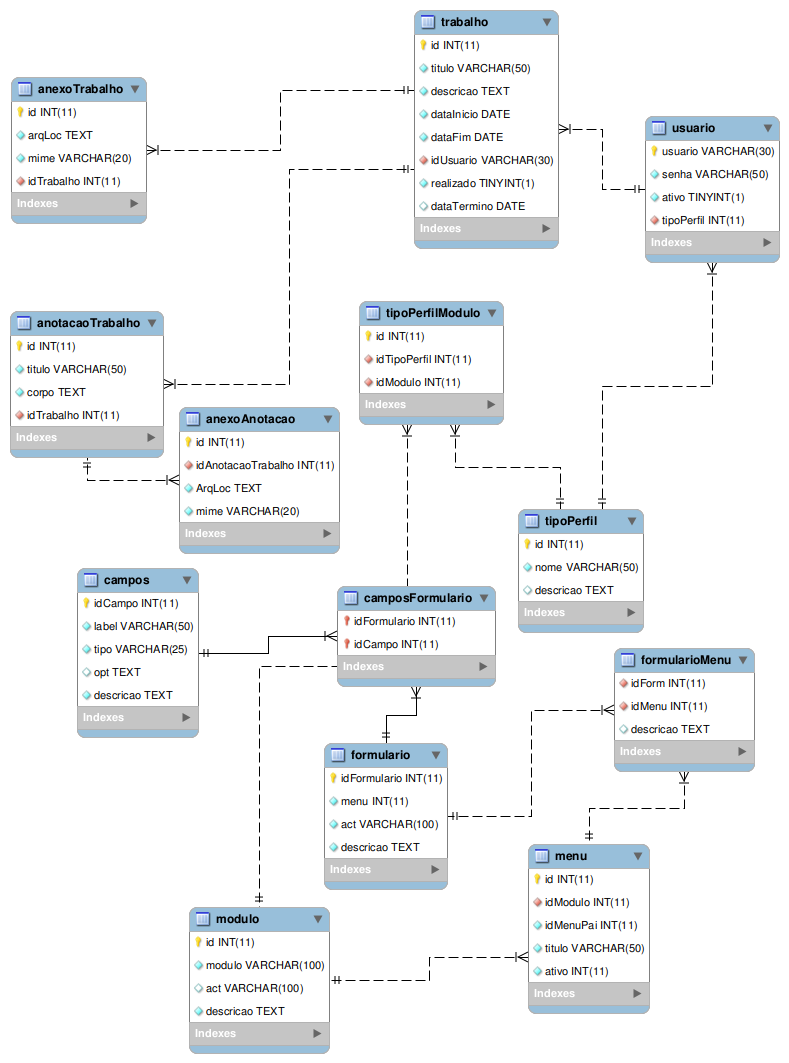 trabalho
id INT(11)
titulo VARCHAR(50)
descricao TEXT
dataInicio DATE
dataFim DATE
idUsuario VARCHAR(30)
realizado TINYINT(1)
dataTermino DATE
Indexes
anexoTrabalho
id INT(11)
arqLoc TEXT
mime VARCHAR(20)
idTrabalho INT(11)
Indexes
usuario
usuario VARCHAR(30)
senha VARCHAR(50)
ativo TINYINT(1)
tipoPerfil INT(11)
Indexes
anotacaoTrabalho
id INT(11)
titulo VARCHAR(50)
corpo TEXT
idTrabalho INT(11)
Indexes
tipoPerfilModulo
id INT(11)
idTipoPerfil INT(11)
idModulo INT(11)
Indexes
anexoAnotacao
id INT(11)
idAnotacaoTrabalho INT(11)
ArqLoc TEXT
mime VARCHAR(20)
Indexes
tipoPerfil
id INT(11)
nome VARCHAR(50)
descricao TEXT
Indexes
campos
idCampo INT(11)
label VARCHAR(50)
tipo VARCHAR(25)
opt TEXT
descricao TEXT
Indexes
camposFormulario
idFormulario INT(11)
idCampo INT(11)
Indexes
formularioMenu
idForm INT(11)
idMenu INT(11)
descricao TEXT
Indexes
formulario
idFormulario INT(11)
menu INT(11)
act VARCHAR(100)
descricao TEXT
Indexes
menu
id INT(11)
idModulo INT(11)
idMenuPai INT(11)
titulo VARCHAR(50)
ativo INT(11)
Indexes
modulo
id INT(11)
modulo VARCHAR(100)
act VARCHAR(100)
descricao TEXT
Indexes